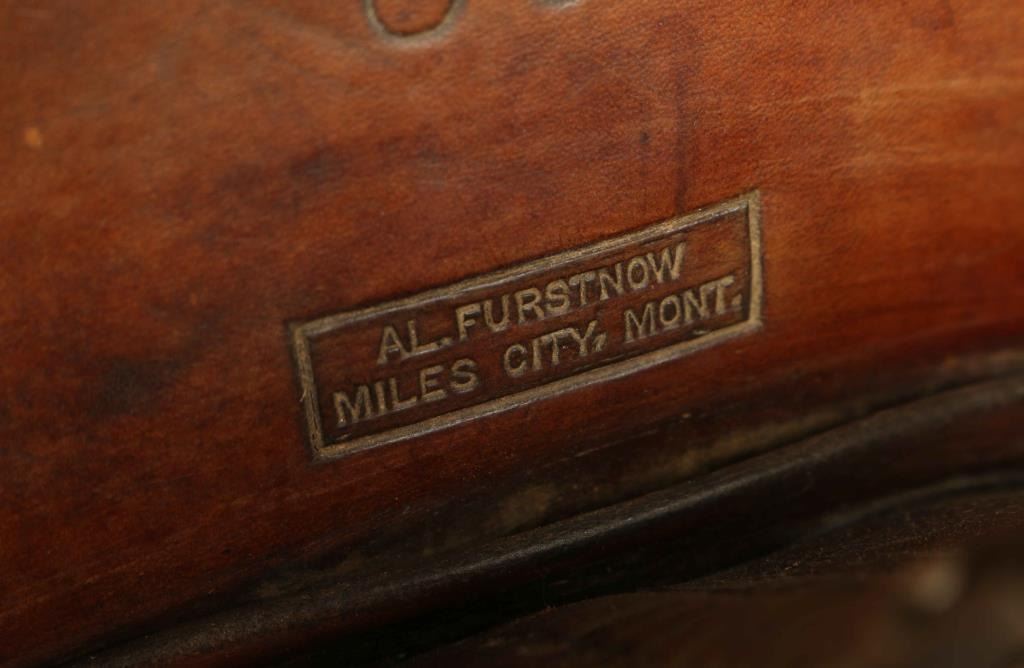 AL. FURSTNOW
MILES CITY, MONT.